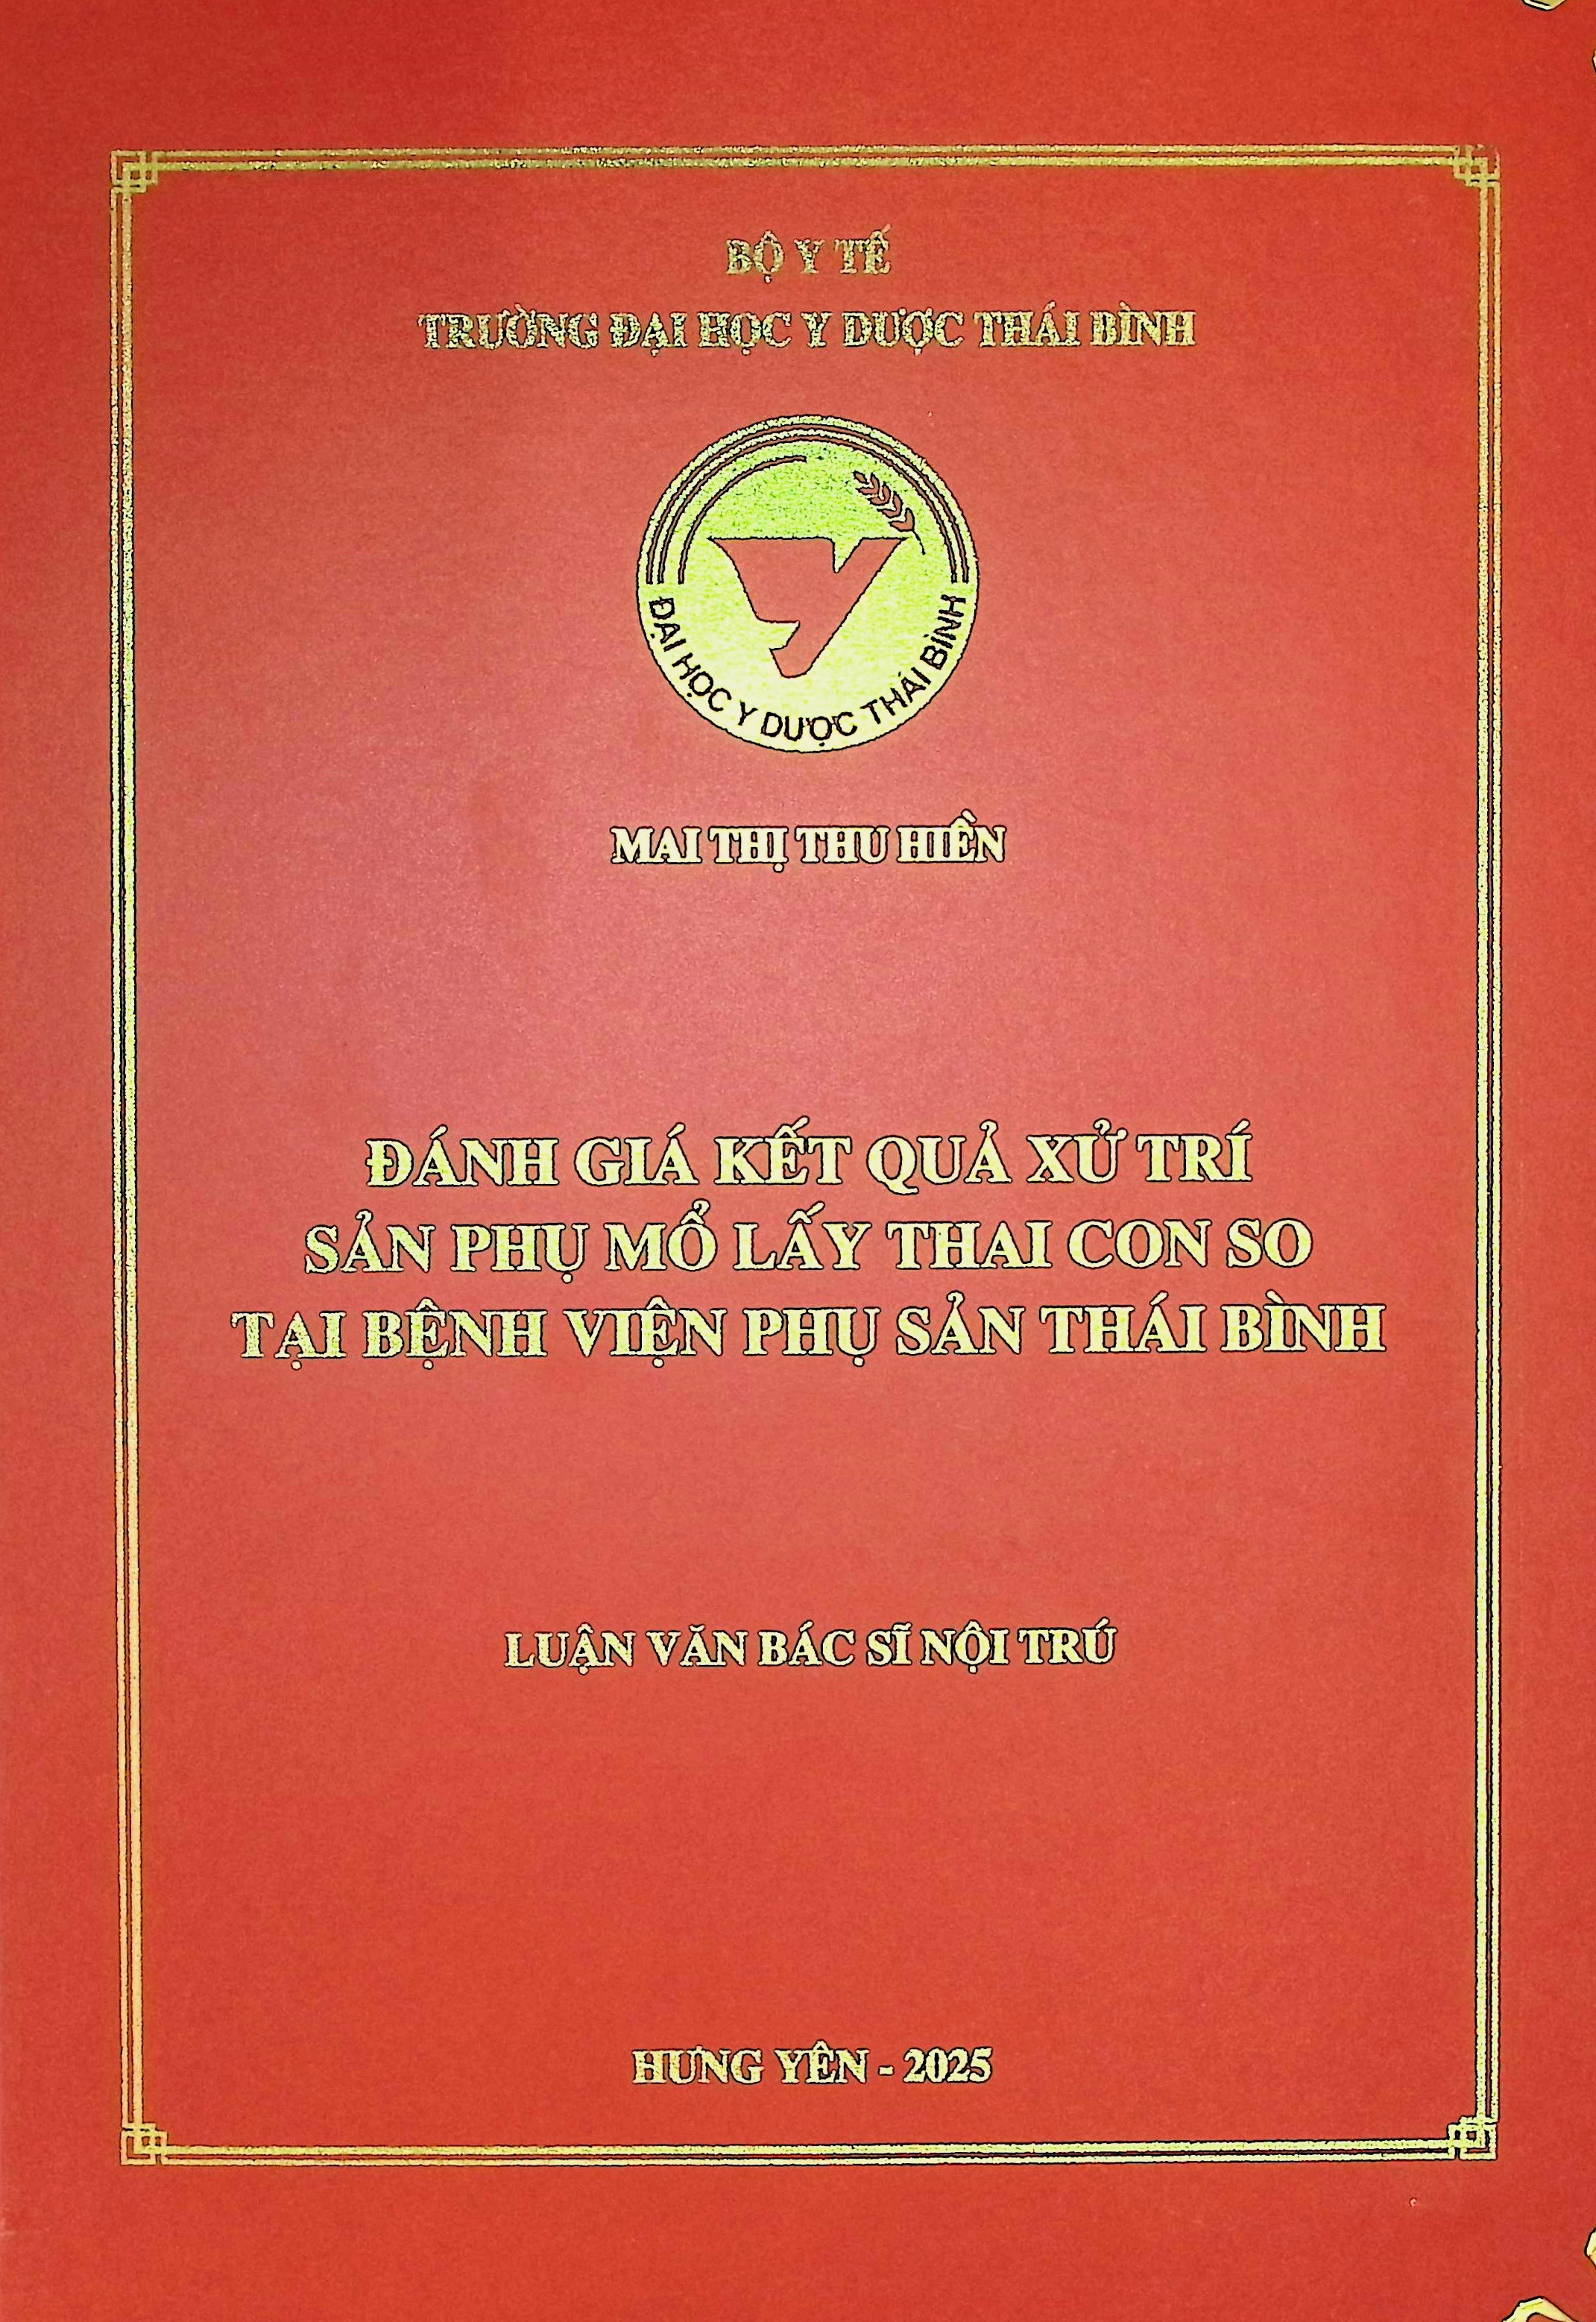 BỘ Y TẾ
TRƯỜNG ĐẠI HỌC Y DƯỢC THÁI BÌNH
ĐẠI HỌC Y DƯỢC THÁI BÌNH
MAI THỊ THU HIỀN
ĐÁNH GIÁ KẾT QUẢ XỬ TRÍ
SẢN PHỤ MỔ LẤY THAI CON SO
TẠI BỆNH VIỆN PHỤ SẢN THÁI BÌNH
LUẬN VĂN BÁC SĨ NỘI TRÚ
HƯNG YÊN - 2025